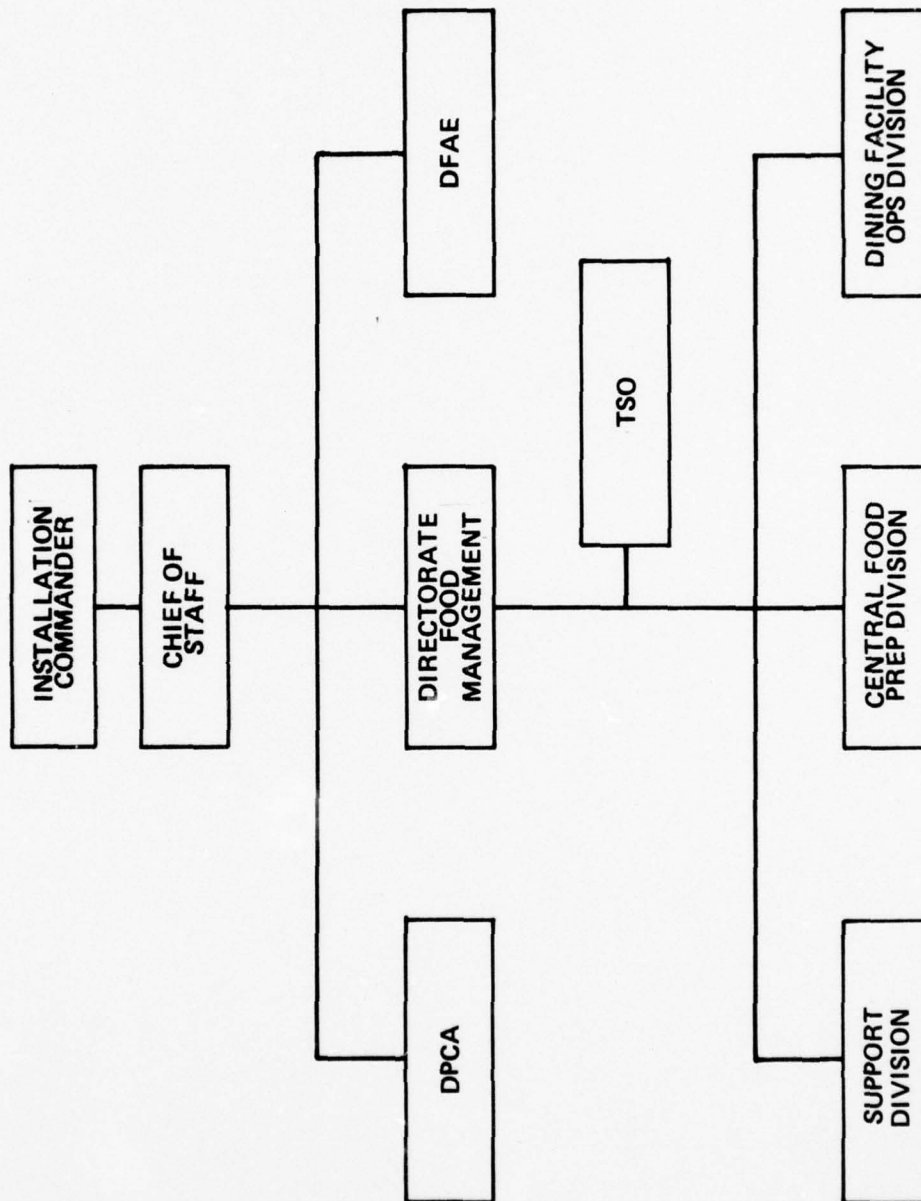 INSTALLATION
COMMANDER
CHIEF OF
STAFF
DPCA
DIRECTORATE
FOOD
MANAGEMENT
DFAE
TSO
SUPPORT
DIVISION
CENTRAL FOOD
PREP DIVISION
DINING FACILITY
OPS DIVISION